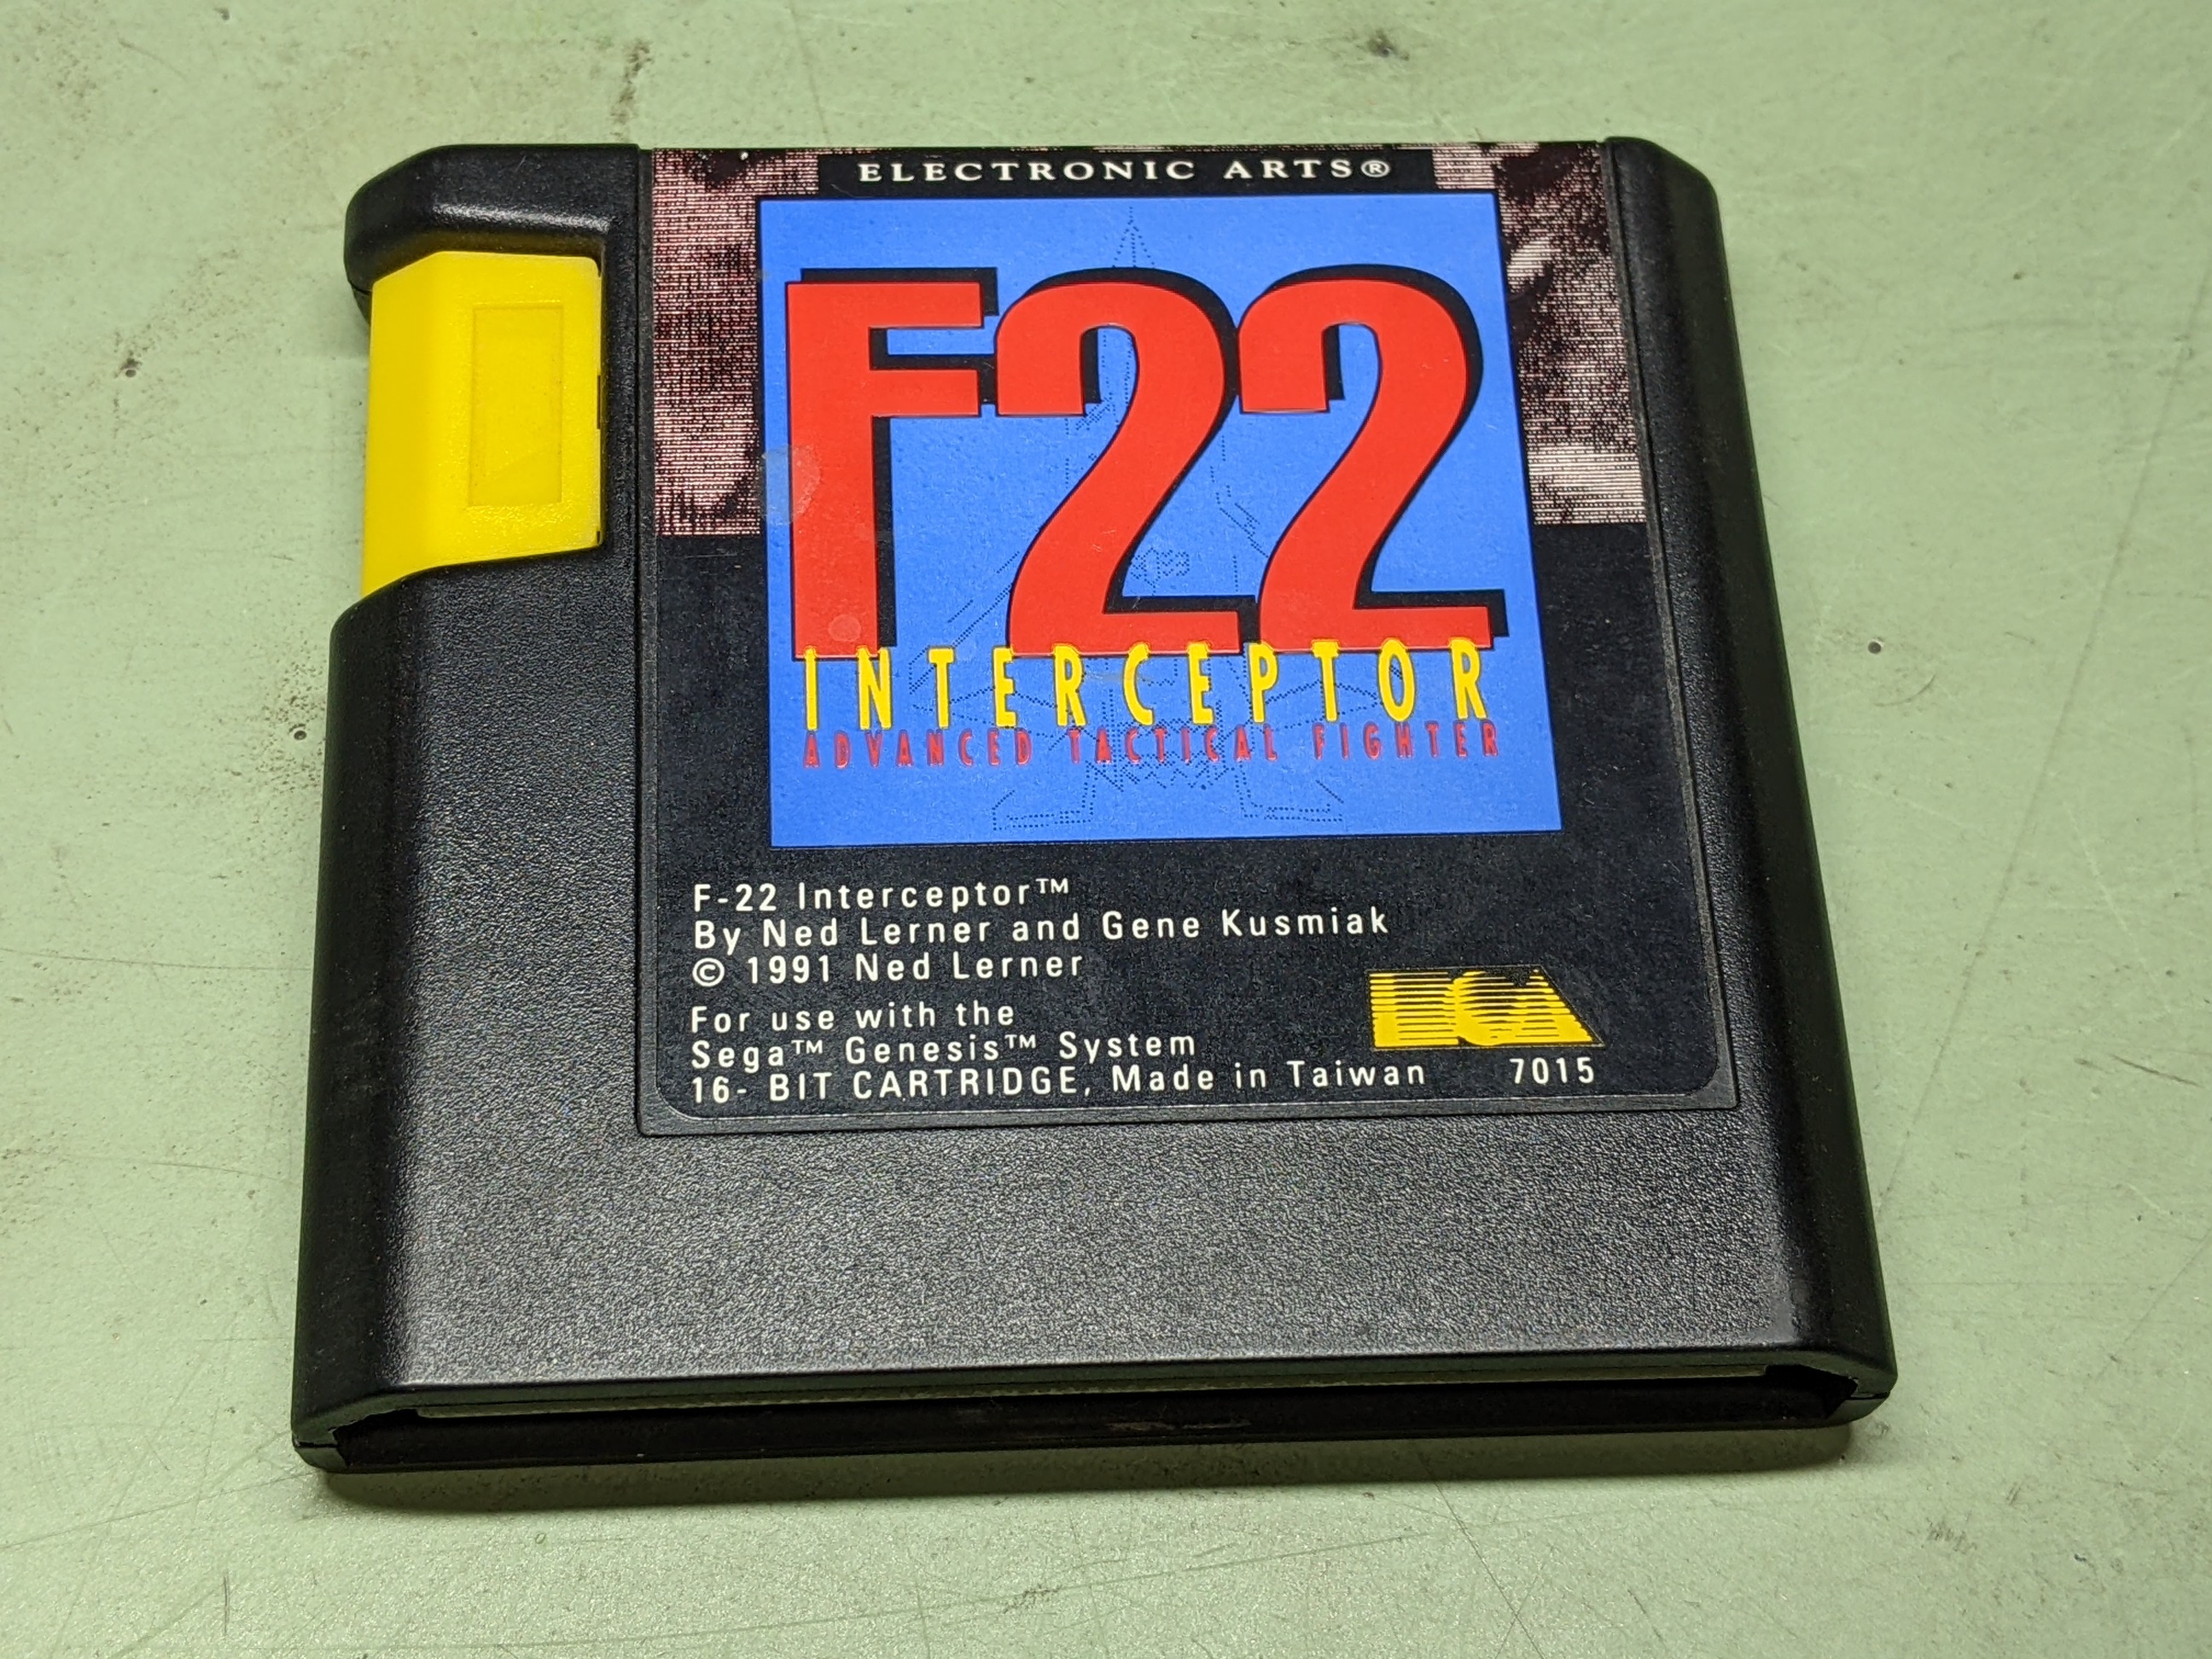 ELECTRONIC ARTS®
F22
INTERCEPTOR
ADVANCED TACTICAL FIGHTER
F-22 Interceptor™
By Ned Lerner and Gene Kusmiak
© 1991 Ned Lerner
EA
For use with the
Sega™ Genesis™ System
16- BIT CARTRIDGE, Made in Taiwan 7015